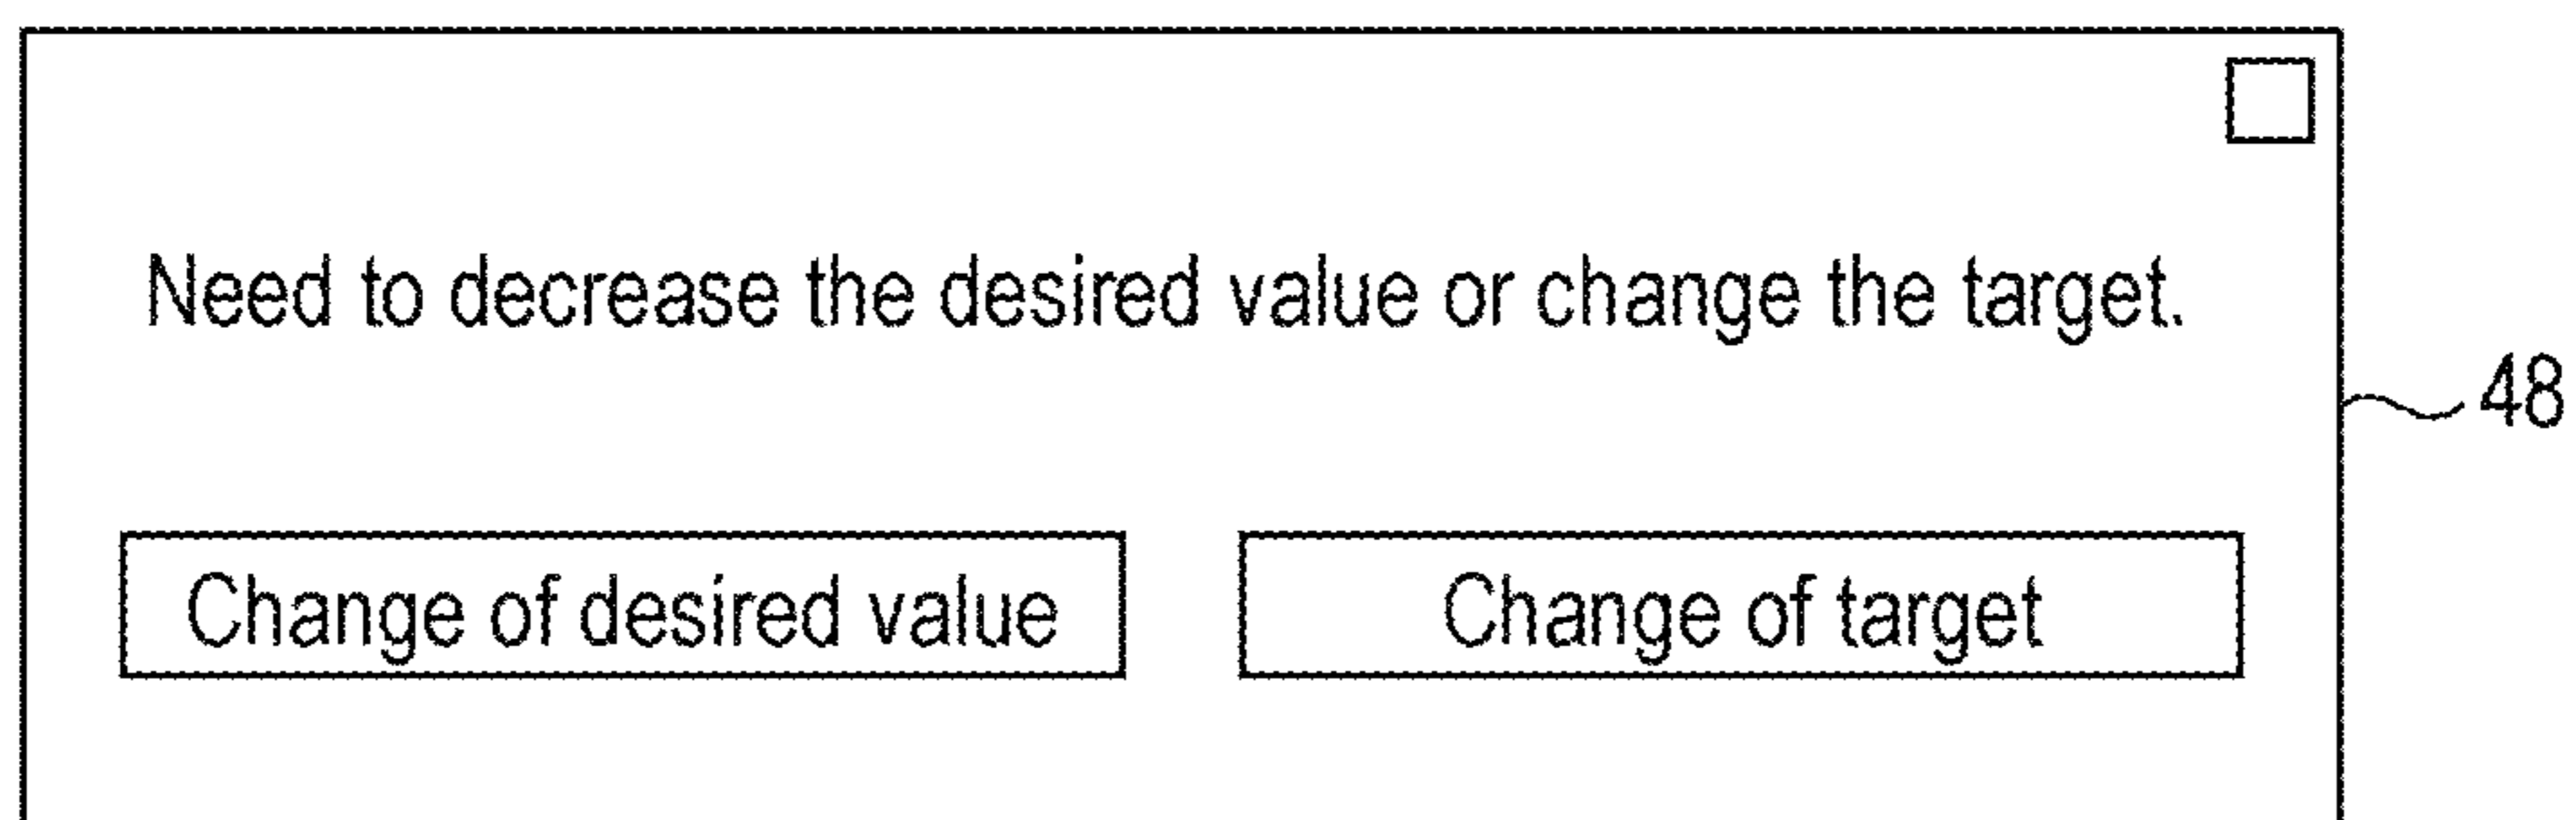 Need to decrease the desired value or change the target.
48
Change of desired value
Change of target